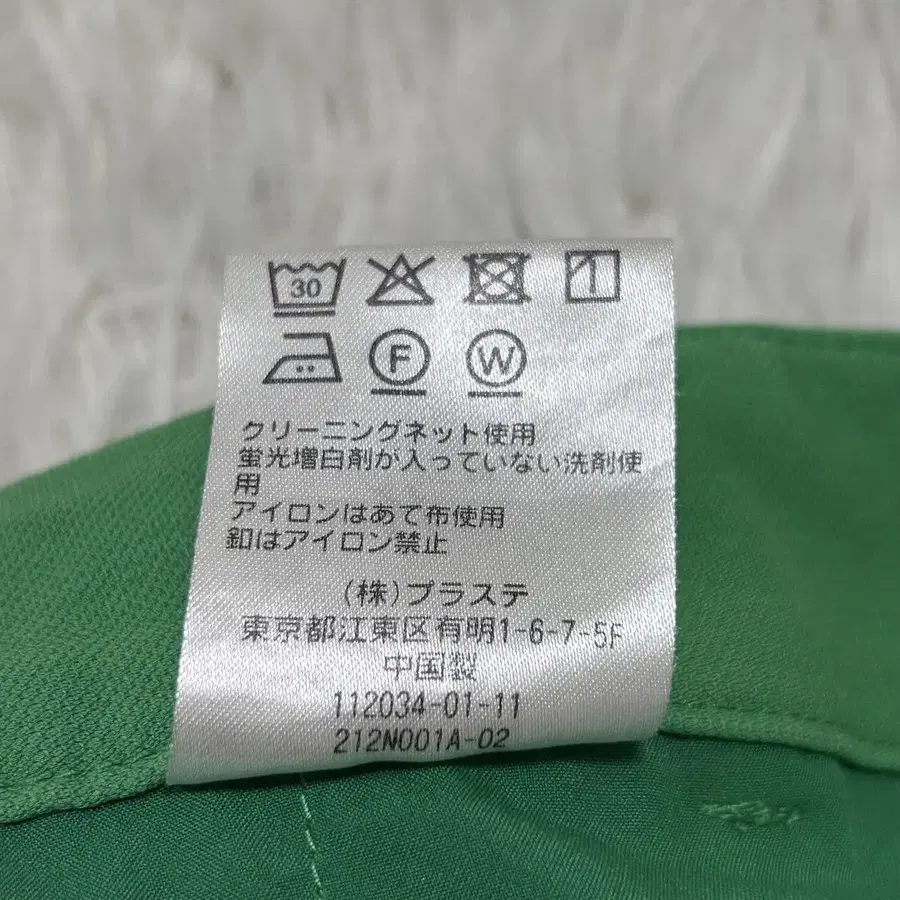 30
1
F W
クリーニングネット使用
蛍光増白剤が入っていない洗剤使
用
アイロンはあて布使用
釦はアイロン禁止
(株)プラステ
東京都江東区有明1-6-7-5F
中国製
112034-01-11
212N001A-02